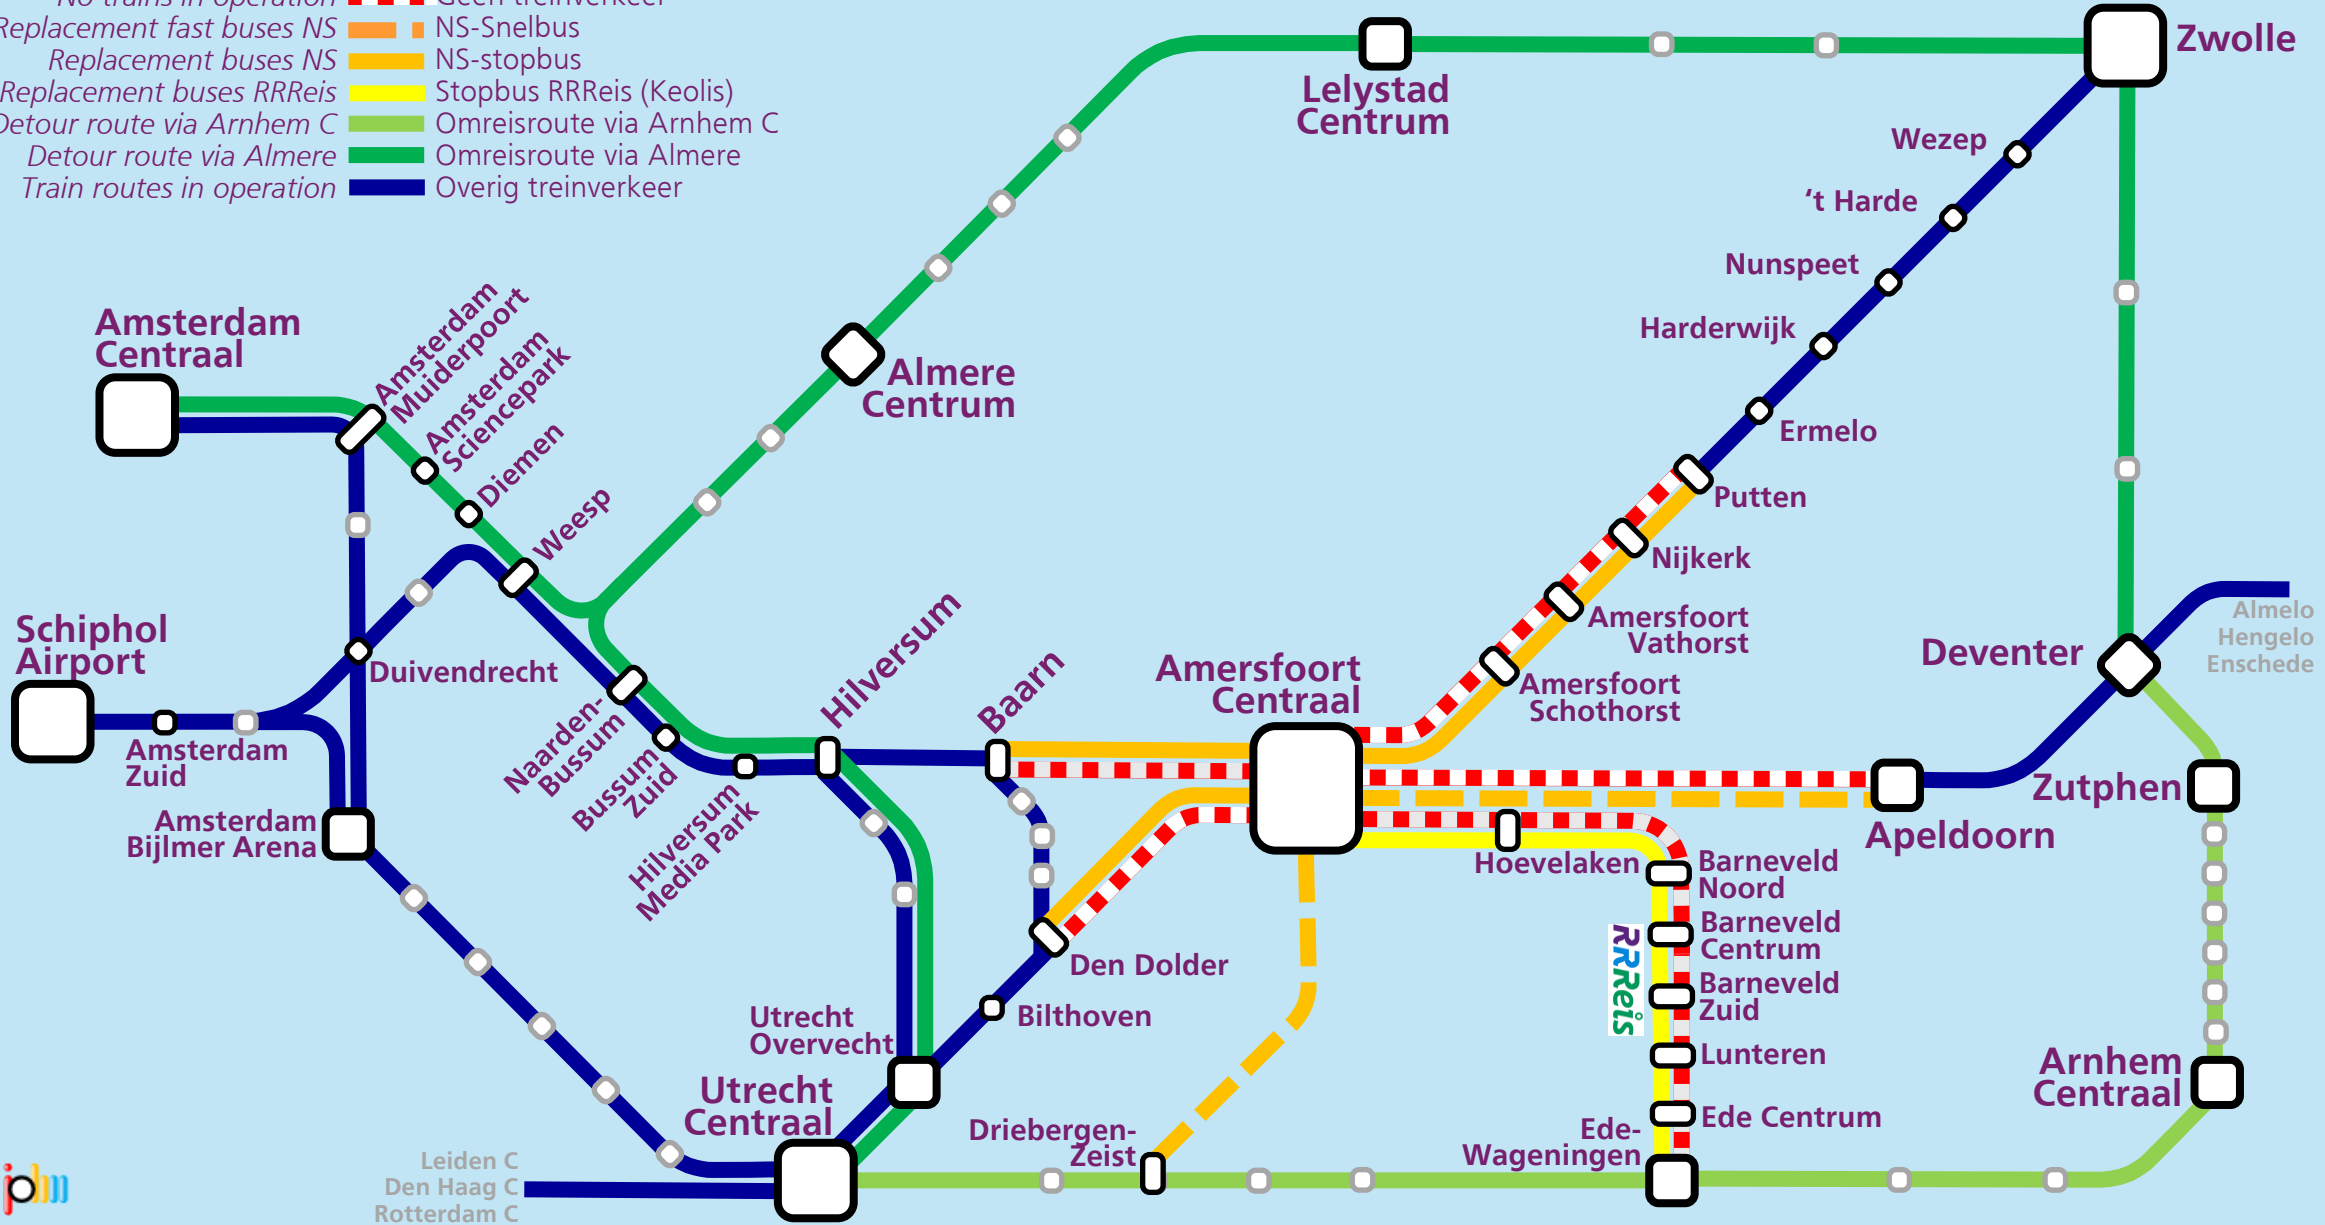 No trains in operation
Geen treinverkeer
Replacement fast buses NS
NS-Snelbus
Replacement buses NS
NS-stopbus
Replacement buses RRReis
Stopbus RRReis (Keolis)
Detour route via Arnhem C
Omreisroute via Arnhem C
Detour route via Almere
Omreisroute via Almere
Train routes in operation
Overig treinverkeer
Lelystad
Centrum
Zwolle
Wezep
‘t Harde
Nunspeet
Harderwijk
Ermelo
Putten
Nijkerk
Amersfoort
Vathorst
Amersfoort
Schothorst
Amsterdam
Centraal
Amsterdam
Muiderpoort
Amsterdam
Sciencepark
Diemen
Weesp
Almere
Centrum
Schiphol
Airport
Duivendrecht
Amsterdam
Zuid
Amsterdam
Bijlmer Arena
Naarden-
Bussum
Bussum
Zuid
Hilversum
Media Park
Hilversum
Baarn
Amersfoort
Centraal
Deventer
Almelo
Hengelo
Enschede
Zutphen
Apeldoorn
Hoevelaken
Barneveld
Noord
Barneveld
Centrum
Barneveld
Zuid
RRReis
Lunteren
Ede Centrum
Ede-
Wageningen
Arnhem
Centraal
Den Dolder
Bilthoven
Utrecht
Overvecht
Utrecht
Centraal
Driebergen-
Zeist
Leiden C
Den Haag C
Rotterdam C